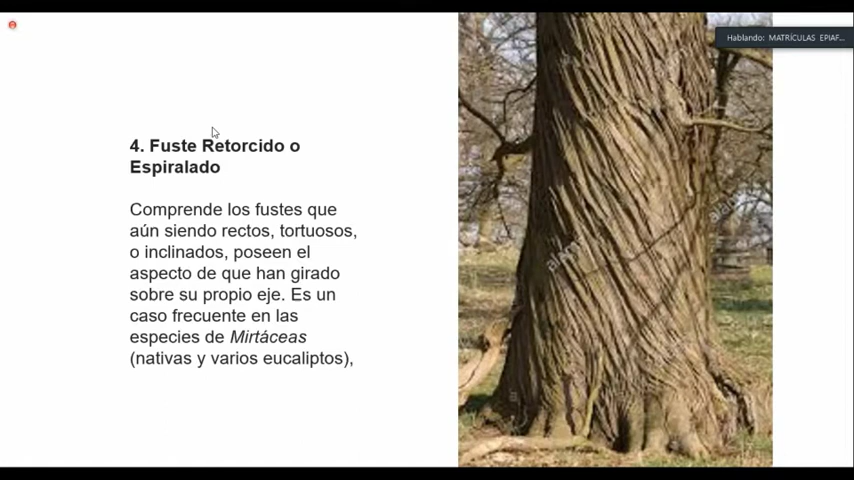 Hablando: MATRÍCULAS EPIAF...
4. Fuste Retorcido o
Espiralado
Comprende los fustes que
aún siendo rectos, tortuosos,
o inclinados, poseen el
aspecto de que han girado
sobre su propio eje. Es un
caso frecuente en las
especies de Mirtáceas
(nativas y varios eucaliptos),
alamy
alamy
a